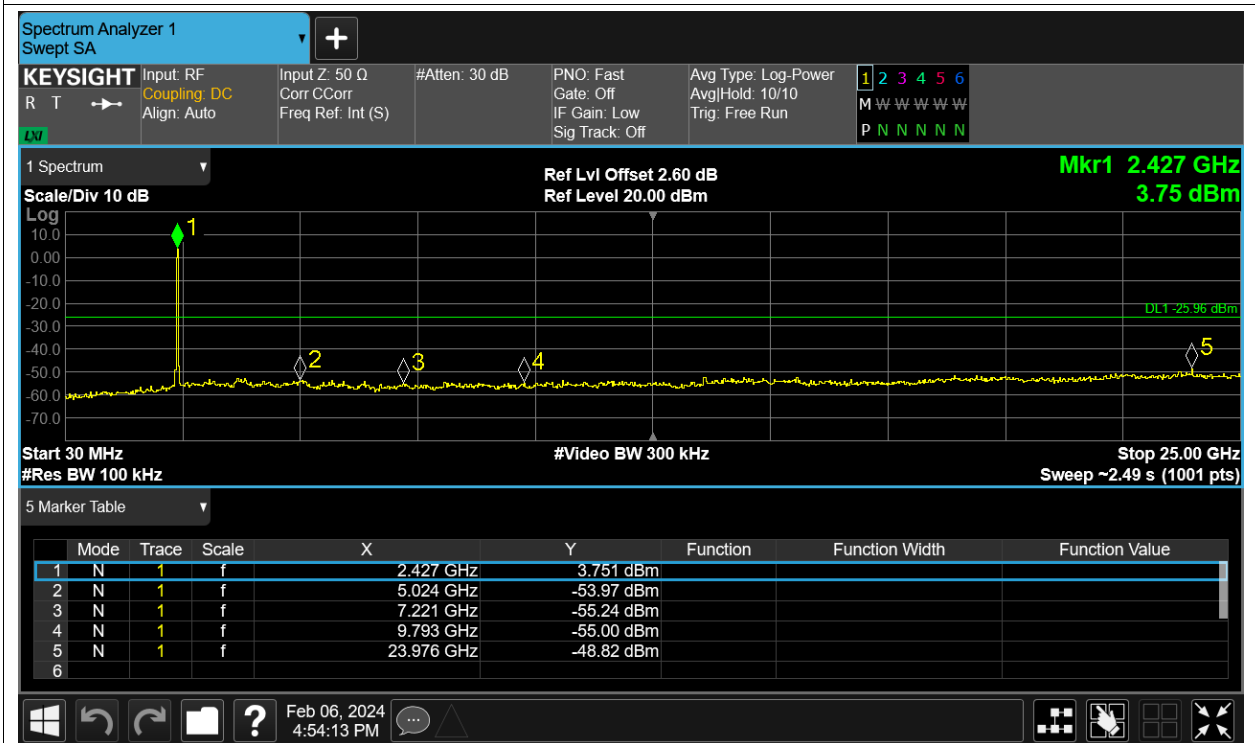 Spectrum Analyzer 1
Swept SA
+
KEYSIGHT
R T
LXI
Input: RF
Coupling: DC
Align: Auto
Input Z: 50 Ω
Corr CCorr
Freq Ref: Int (S)
#Atten: 30 dB
PNO: Fast
Gate: Off
IF Gain: Low
Sig Track: Off
Avg Type: Log-Power
Avg|Hold: 10/10
Trig: Free Run
1 2 3 4 5 6
M W W W W W
P N N N N N
1 Spectrum
Scale/Div 10 dB
Ref Lvl Offset 2.60 dB
Ref Level 20.00 dBm
Mkr1 2.427 GHz
3.75 dBm
Log
10.0
0.00
-10.0
-20.0
-30.0
-40.0
-50.0
-60.0
-70.0
1
2
3
4
5
DL1 -25.96 dBm
Start 30 MHz
#Video BW 300 kHz
Stop 25.00 GHz
#Res BW 100 kHz
Sweep ~2.49 s (1001 pts)
5 Marker Table
Mode Trace Scale X Y Function Function Width Function Value
1 N 1 f 2.427 GHz 3.751 dBm
2 N 1 f 5.024 GHz -53.97 dBm
3 N 1 f 7.221 GHz -55.24 dBm
4 N 1 f 9.793 GHz -55.00 dBm
5 N 1 f 23.976 GHz -48.82 dBm
6
?
Feb 06, 2024
4:54:13 PM